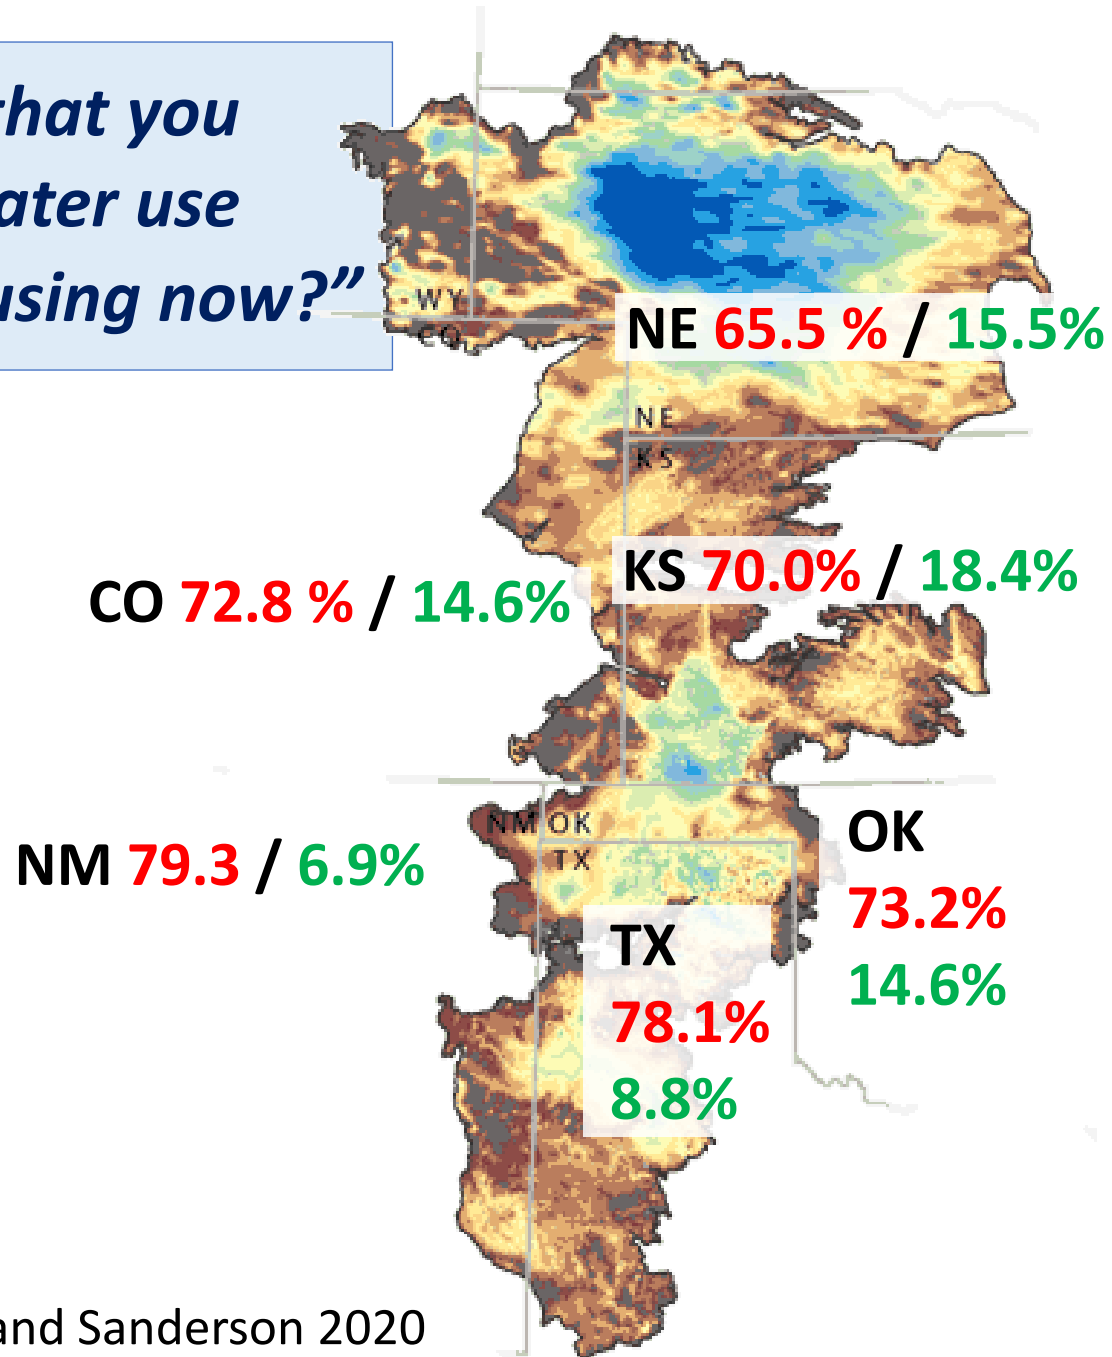 that you
ater use
using now?”
WY
CO
NE 65.5 % / 15.5%
NE
KS
KS 70.0% / 18.4%
CO 72.8 % / 14.6%
NM OK
TX
NM 79.3 / 6.9%
OK
73.2%
14.6%
TX
78.1%
8.8%
and Sanderson 2020